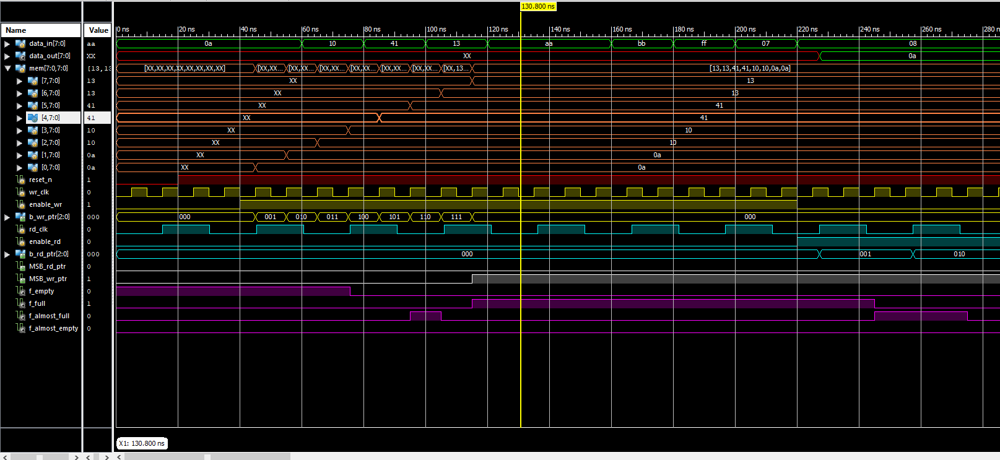 130.800 ns
Name Value
0 ns 20 ns 40 ns 60 ns 80 ns 100 ns 120 ns 140 ns 160 ns 180 ns 200 ns 220 ns 240 ns 260 ns 280 n
data_in[7:0] aa 0a 10 41 13 aa bb ff 07 08
data_out[7:0] XX XX 0a
mem[7:0,7:0] [13,13 [XX,XX,XX,XX,XX,XX,XX,XX] [XX,XX... [XX,XX... [XX,XX... [XX,XX... [XX,XX... [XX,XX... [XX,13... [13,13,41,41,10,10,0a,0a]
[7,7:0] 13 XX 13
[6,7:0] 13 XX 13
[5,7:0] 41 XX 41
[4,7:0] 41 XX 41
[3,7:0] 10 XX 10
[2,7:0] 10 XX 10
[1,7:0] 0a XX 0a
[0,7:0] 0a XX 0a
reset_n 1
wr_clk 0
enable_wr 1
b_wr_ptr[2:0] 000 000 001 010 011 100 101 110 111 000
rd_clk 0
enable_rd 0
b_rd_ptr[2:0] 000 000 001 010
MSB_rd_ptr 0
MSB_wr_ptr 1
f_empty 0
f_full 1
f_almost_full 0
f_almost_empty 0
X1: 130.800 ns